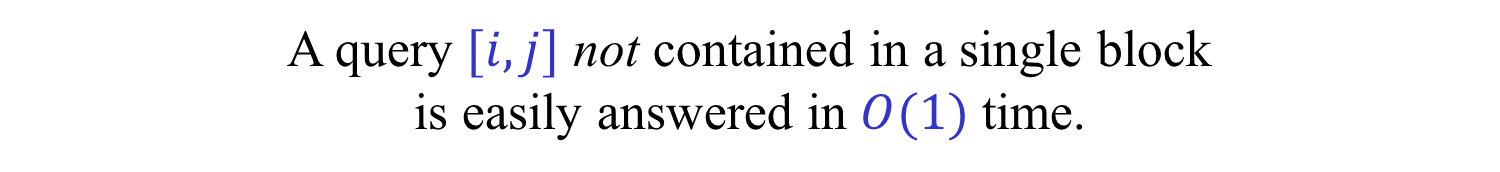 A query [i, j] not contained in a single block
is easily answered in O(1) time.